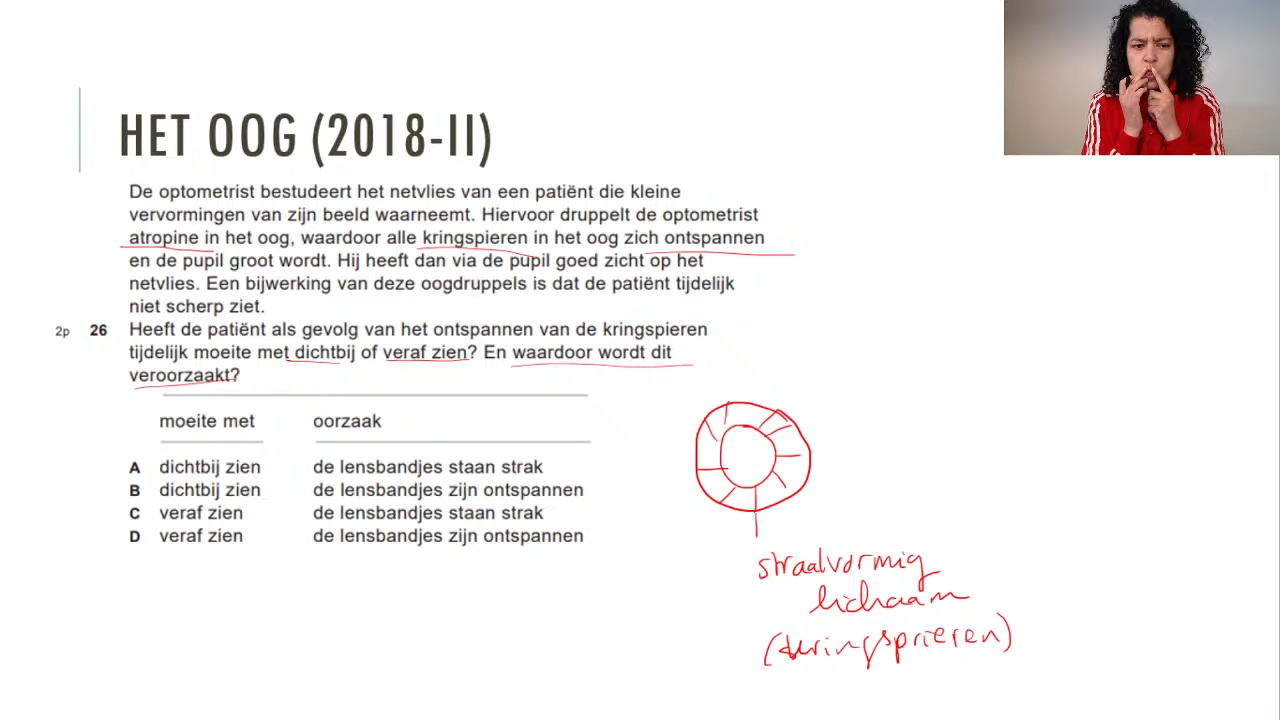 HET OOG (2018-II)
De optometrist bestudeert het netvlies van een patiënt die kleine
vervormingen van zijn beeld waarneemt. Hiervoor druppelt de optometrist
atropine in het oog, waardoor alle kringspieren in het oog zich ontspannen
en de pupil groot wordt. Hij heeft dan via de pupil goed zicht op het
netvlies. Een bijwerking van deze oogdruppels is dat de patiënt tijdelijk
niet scherp ziet.
2p 26 Heeft de patiënt als gevolg van het ontspannen van de kringspieren
tijdelijk moeite met dichtbij of veraf zien? En waardoor wordt dit
veroorzaakt?
moeite met oorzaak
A dichtbij zien de lensbandjes staan strak
B dichtbij zien de lensbandjes zijn ontspannen
C veraf zien de lensbandjes staan strak
D veraf zien de lensbandjes zijn ontspannen
straalvormig
lichaam
(kringspieren)